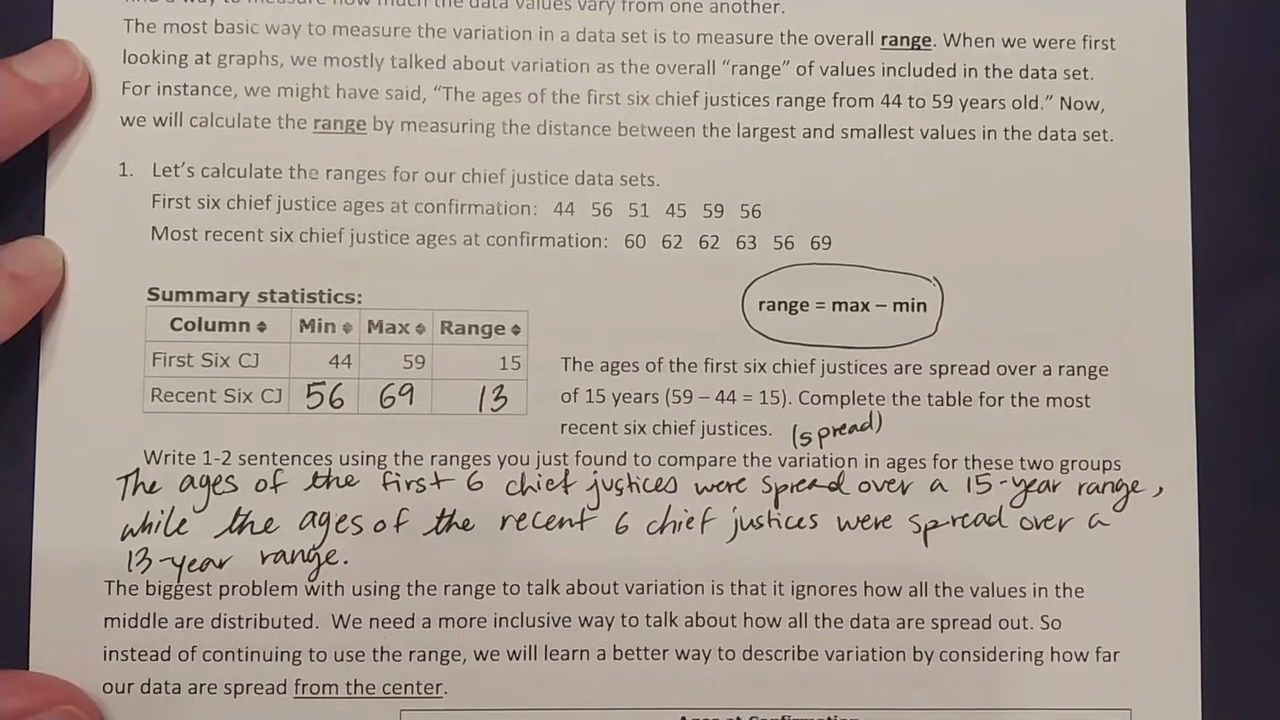 the data values vary from one another.
The most basic way to measure the variation in a data set is to measure the overall range. When we were first
looking at graphs, we mostly talked about variation as the overall “range” of values included in the data set.
For instance, we might have said, “The ages of the first six chief justices range from 44 to 59 years old.” Now,
we will calculate the range by measuring the distance between the largest and smallest values in the data set.
1. Let’s calculate the ranges for our chief justice data sets.
First six chief justice ages at confirmation: 44 56 51 45 59 56
Most recent six chief justice ages at confirmation: 60 62 62 63 56 69
Summary statistics:
Column Min Max Range
First Six CJ 44 59 15
Recent Six CJ 56 69 13
range = max – min
The ages of the first six chief justices are spread over a range
of 15 years (59 – 44 = 15). Complete the table for the most
recent six chief justices. (spread)
Write 1-2 sentences using the ranges you just found to compare the variation in ages for these two groups
The ages of the first 6 chief justices were spread over a 15-year range,
while the ages of the recent 6 chief justices were spread over a
13-year range.
The biggest problem with using the range to talk about variation is that it ignores how all the values in the
middle are distributed. We need a more inclusive way to talk about how all the data are spread out. So
instead of continuing to use the range, we will learn a better way to describe variation by considering how far
our data are spread from the center.